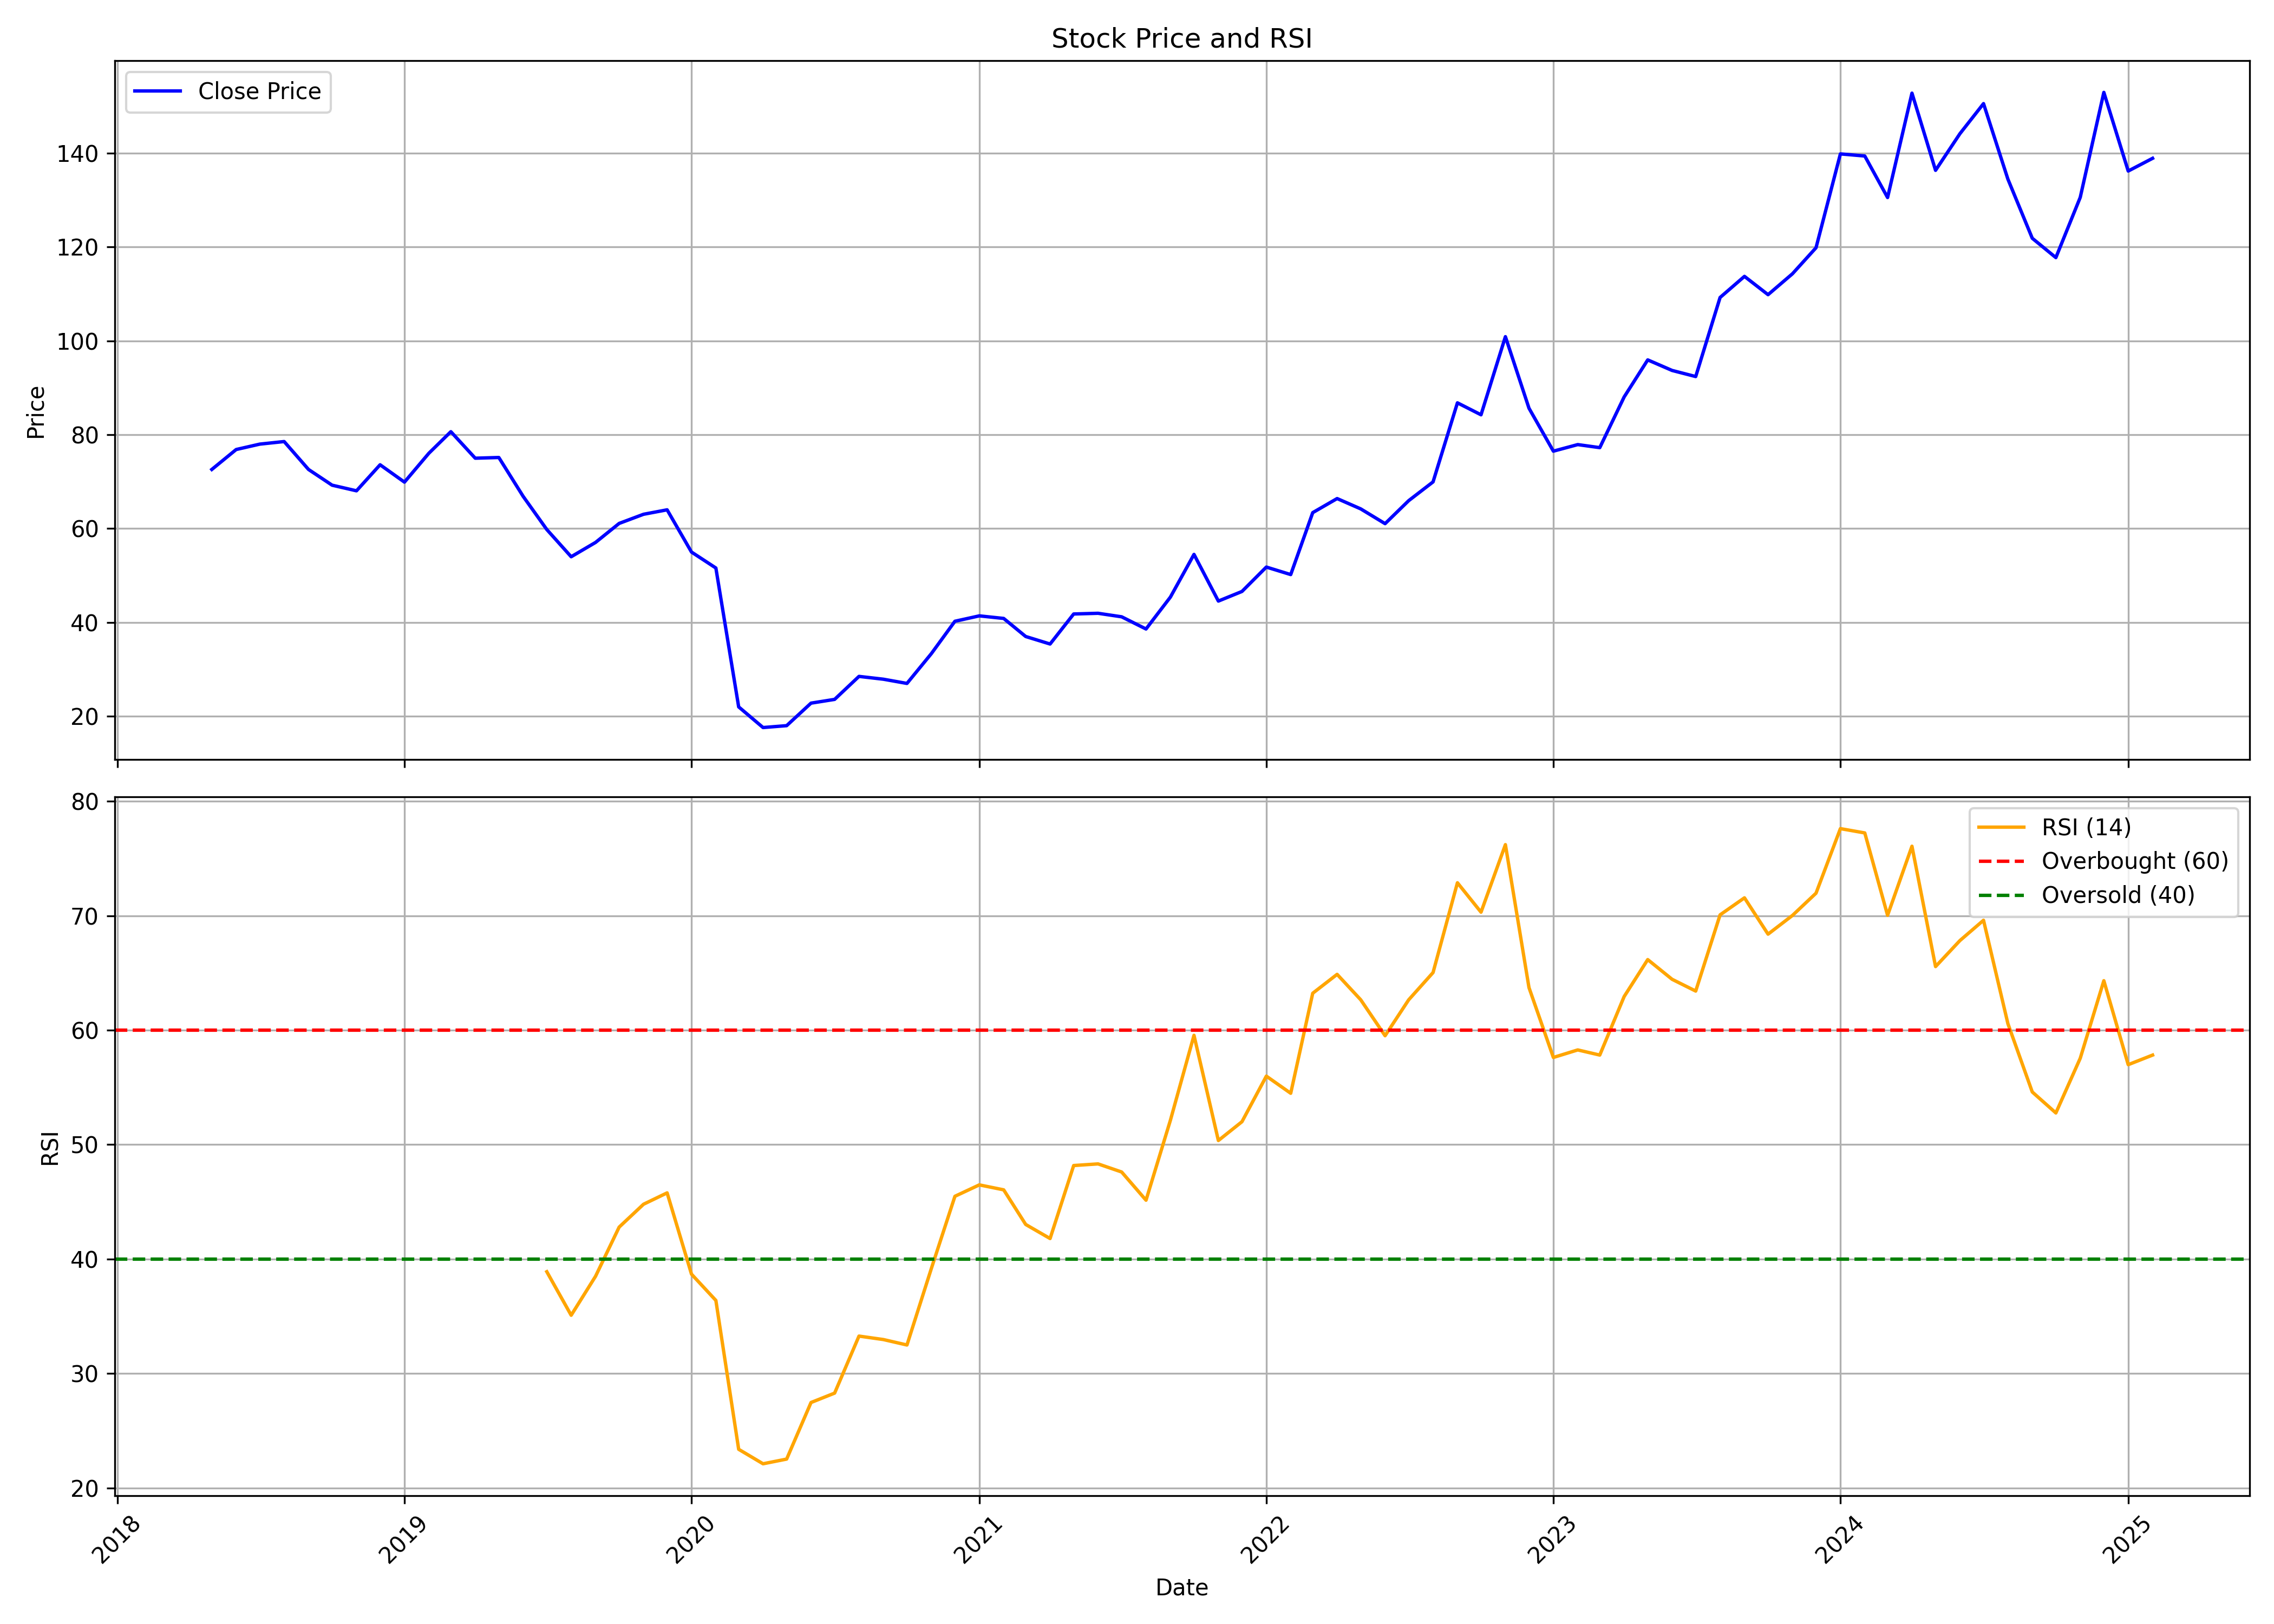 Stock Price and RSI
Close Price
Price
140
120
100
80
60
40
20
RSI (14)
Overbought (60)
Oversold (40)
RSI
80
70
60
50
40
30
20
2018
2019
2020
2021
2022
2023
2024
2025
Date